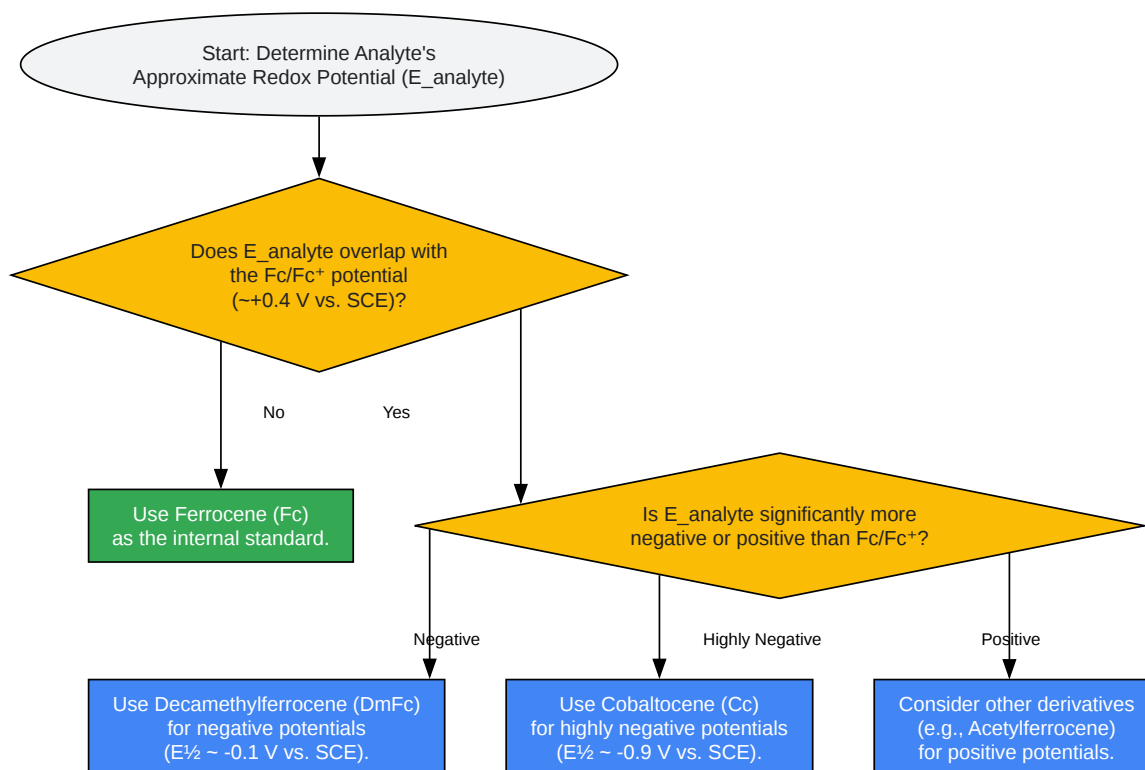 Start: Determine Analyte's
Approximate Redox Potential (E_analyte)
Does E_analyte overlap with
the Fc/Fc⁺ potential
(~+0.4 V vs. SCE)?
No
Yes
Use Ferrocene (Fc)
as the internal standard.
Is E_analyte significantly more
negative or positive than Fc/Fc⁺?
Negative
Highly Negative
Positive
Use Decamethylferrocene (DmFc)
for negative potentials
(E½ ~ -0.1 V vs. SCE).
Use Cobaltocene (Cc)
for highly negative potentials
(E½ ~ -0.9 V vs. SCE).
Consider other derivatives
(e.g., Acetylferrocene)
for positive potentials.